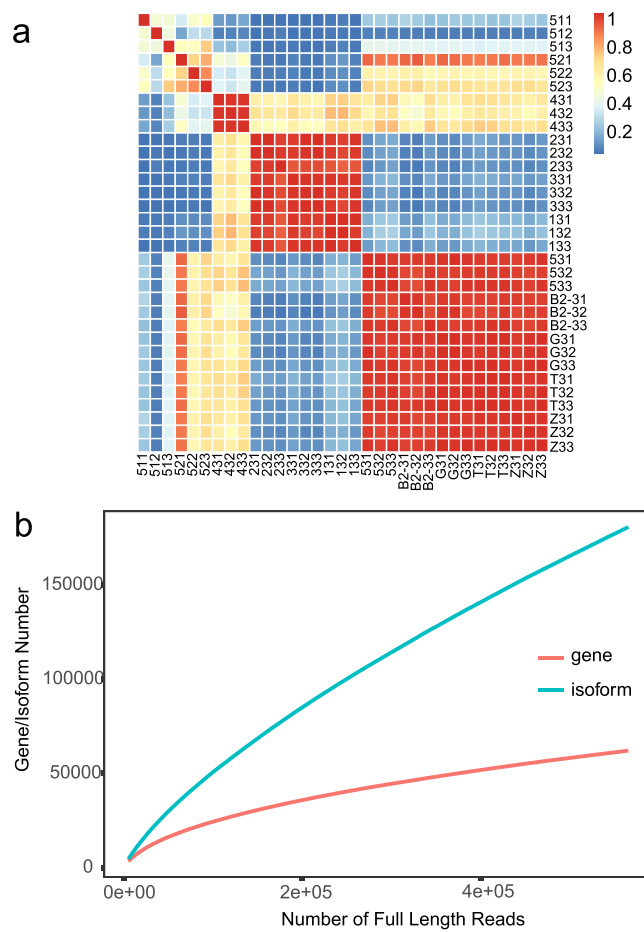 a
511
512
513
521
522
523
431
432
433
231
232
233
331
332
333
131
132
133
531
532
533
B2-31
B2-32
B2-33
G31
G32
G33
T31
T32
T33
Z31
Z32
Z33
1
0.8
0.6
0.4
0.2
511 512 513 521 522 523 431 432 433 231 232 233 331 332 333 131 132 133 531 532 533 B2-31 B2-32 B2-33 G31 G32 G33 T31 T32 T33 Z31 Z32 Z33
b
Gene/Isoform Number
150000
100000
50000
0
gene
isoform
0e+00 2e+05 4e+05
Number of Full Length Reads